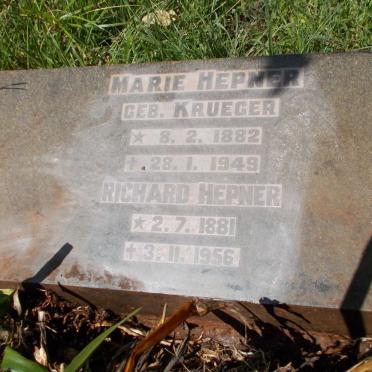 MARIE HEPNER
GEB. KRUEGER
* 8. 2. 1882
+ 28. 1. 1949
RICHARD HEPNER
* 2. 7. 1881
+ 3. 11. 1956